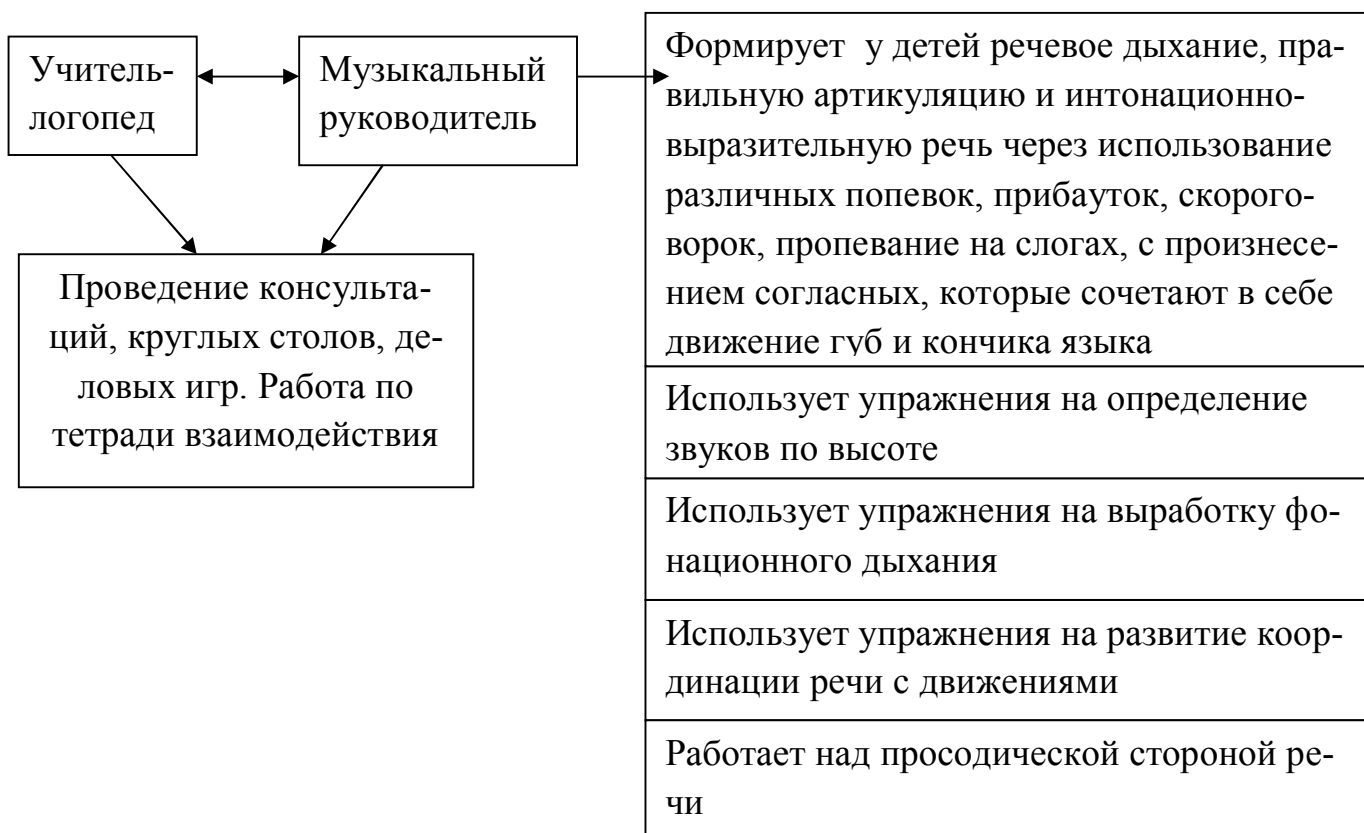 Учитель-
логопед
Музыкальный
руководитель
Проведение консульта-
ций, круглых столов, де-
ловых игр. Работа по
тетради взаимодействия
Формирует у детей речевое дыхание, пра-
вильную артикуляцию и интонационно-
выразительную речь через использование
различных попевок, прибауток, скорого-
ворок, пропевание на слогах, с произнесе-
нием согласных, которые сочетают в себе
движение губ и кончика языка
Использует упражнения на определение
звуков по высоте
Использует упражнения на выработку фо-
национного дыхания
Использует упражнения на развитие коор-
динации речи с движениями
Работает над просодической стороной ре-
чи